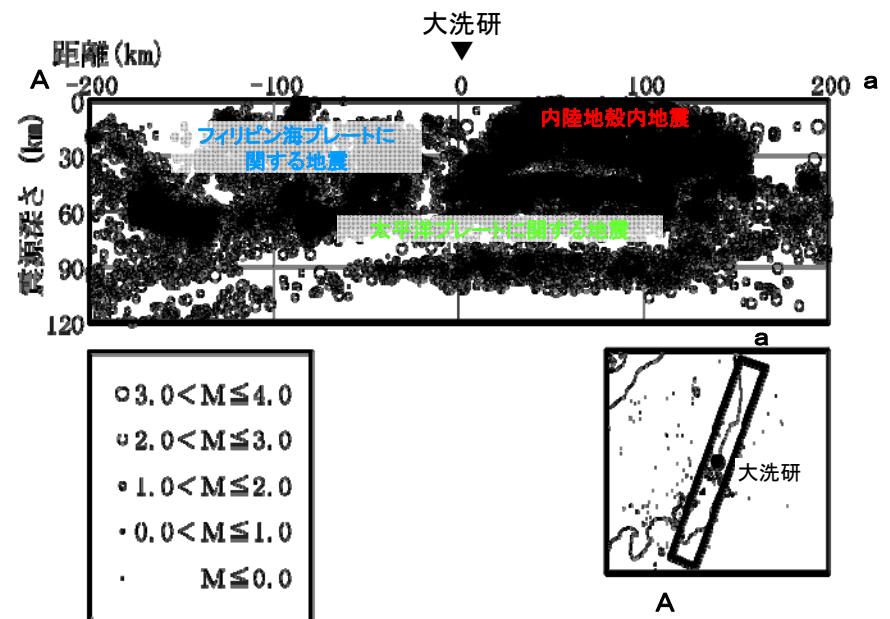 大洗研
▼
距離(km)
A -200 -100 0 100 200 a
震源深さ (km)
0
30
60
90
120
内陸地殻内地震
フィリピン海プレートに
関する地震
太平洋プレートに関する地震
3.0<M≦4.0
2.0<M≦3.0
1.0<M≦2.0
0.0<M≦1.0
M≦0.0
a
大洗研
A